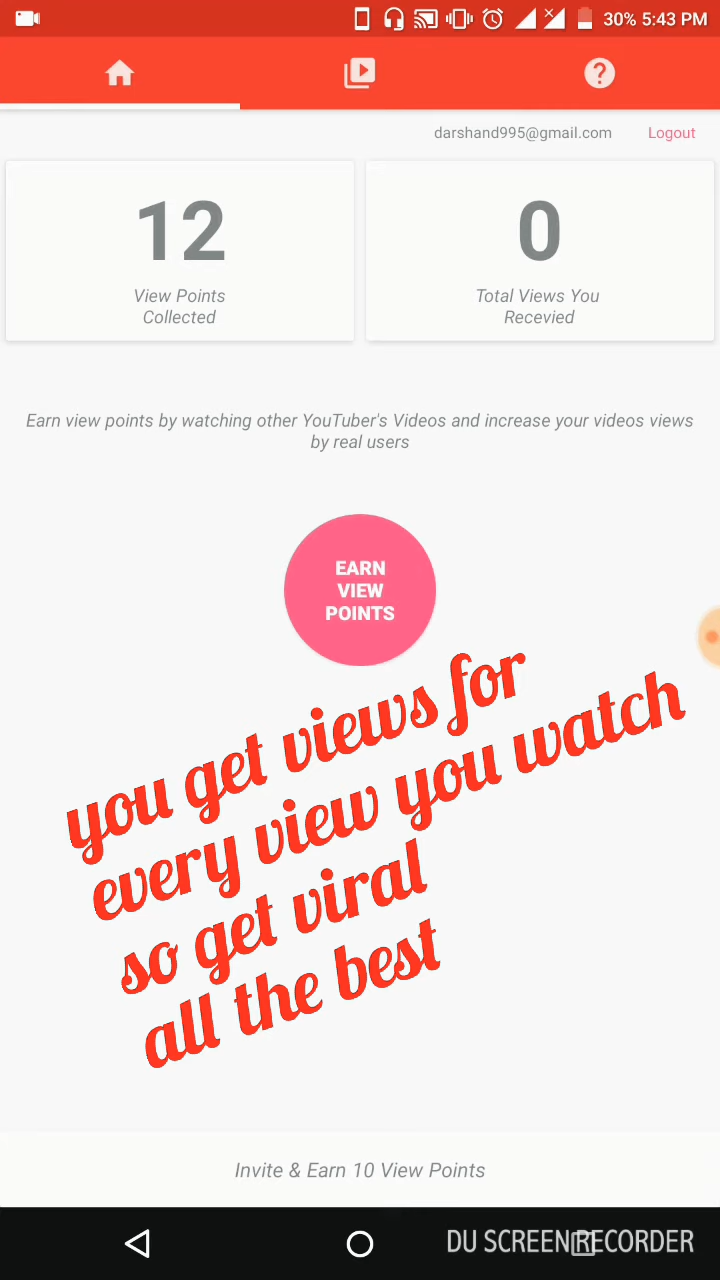 30% 5:43 PM
darshand995@gmail.com Logout
12
View Points
Collected
0
Total Views You
Recevied
Earn view points by watching other YouTuber's Videos and increase your videos views
by real users
EARN
VIEW
POINTS
you get views for
every view you watch
so get viral
all the best
Invite & Earn 10 View Points
DU SCREEN RECORDER